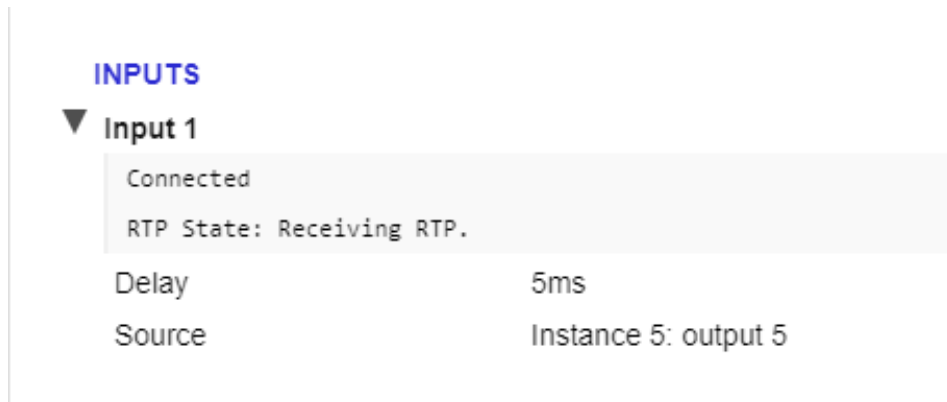 INPUTS
Input 1
Connected
RTP State: Receiving RTP.
Delay 5ms
Source Instance 5: output 5